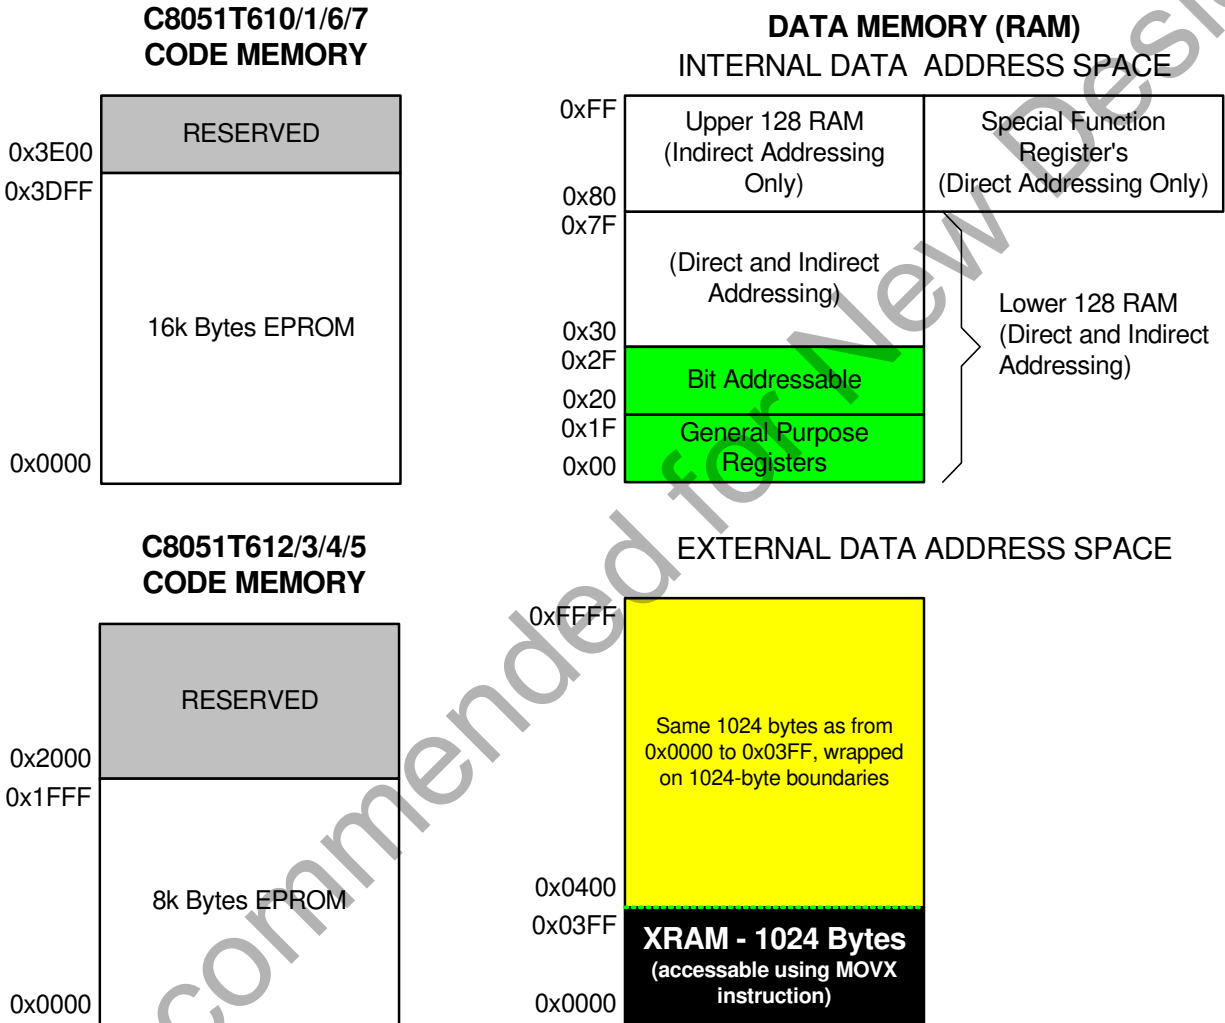 C8051T610/1/6/7
CODE MEMORY
RESERVED
0x3E00
0x3DFF
16k Bytes EPROM
0x0000
DATA MEMORY (RAM)
INTERNAL DATA ADDRESS SPACE
0xFF
Upper 128 RAM
(Indirect Addressing
Only)
0x80
Special Function
Register's
(Direct Addressing Only)
0x7F
(Direct and Indirect
Addressing)
0x30
0x2F
Bit Addressable
0x20
0x1F
General Purpose
Registers
0x00
Lower 128 RAM
(Direct and Indirect
Addressing)
C8051T612/3/4/5
CODE MEMORY
RESERVED
0x2000
0x1FFF
8k Bytes EPROM
0x0000
EXTERNAL DATA ADDRESS SPACE
0xFFFF
Same 1024 bytes as from
0x0000 to 0x03FF, wrapped
on 1024-byte boundaries
0x0400
0x03FF
XRAM - 1024 Bytes
(accessable using MOVX
instruction)
0x0000
commended for New Desi